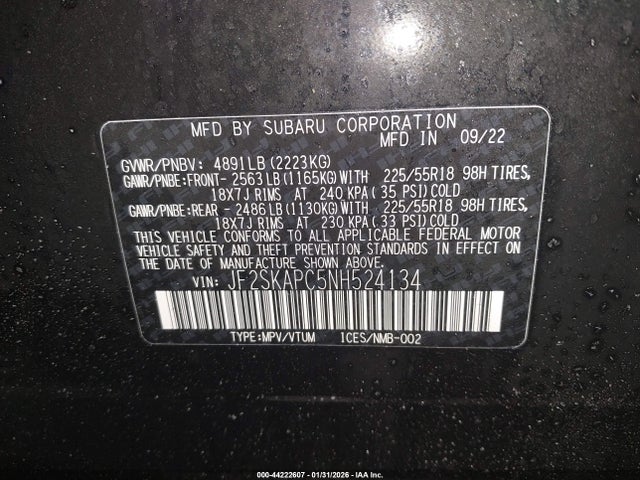 MFD BY SUBARU CORPORATION
MFD IN 09/22
GVWR/PNBV: 4891LB (2223KG)
GAWR/PNBE:FRONT- 2563LB (1165KG)WITH 225/55R18 98H TIRES,
18X7J RIMS AT 240 KPA( 35 PSI)COLD
GAWR/PNBE:REAR - 2486LB (1130KG)WITH 225/55R18 98H TIRES,
18X7J RIMS AT 230 KPA( 33 PSI)COLD
THIS VEHICLE CONFORMS TO ALL APPLICABLE FEDERAL MOTOR
VEHICLE SAFETY AND THEFT PREVENTION STANDARDS IN EFFECT ON
THE DATE OF MANUFACTURE SHOWN ABOVE.
VIN: JF2SKAPC5NH524134
TYPE:MPV/VTUM ICES/NMB-002
000-44222607 - 01/31/2026 - IAA Inc.